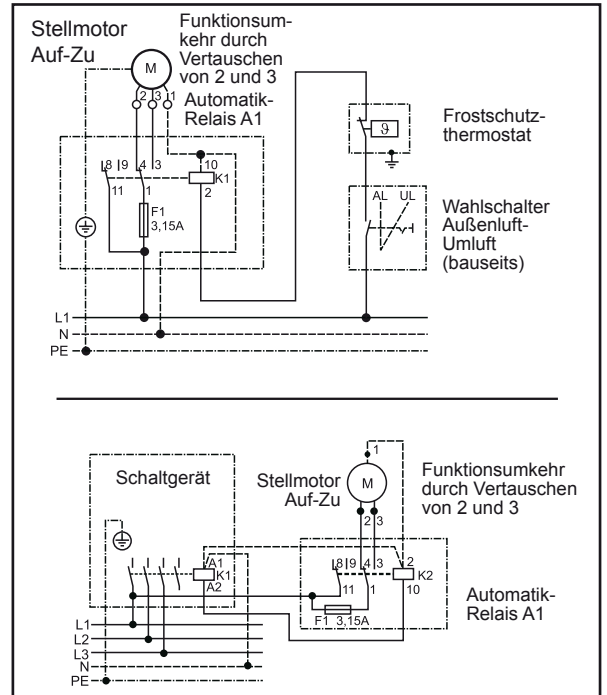 Stellmotor
Auf-Zu
Funktionsum-
kehr durch
Vertauschen
von 2 und 3
M
2 3 1
Automatik-
Relais A1
8 9 4 3 10
K1
11 1 2
F1
3,15A
ϑ
Frostschutz-
thermostat
AL UL
Wahlschalter
Außenluft-
Umluft
(bauseits)
L1
N
PE
Schaltgerät
Stellmotor
Auf-Zu
1
M
2 3
Funktionsumkehr
durch Vertauschen
von 2 und 3
A1
K1
A2
8 9 4 3 2
K2
11 1 10
F1 3,15A
Automatik-
Relais A1
L1
L2
L3
N
PE